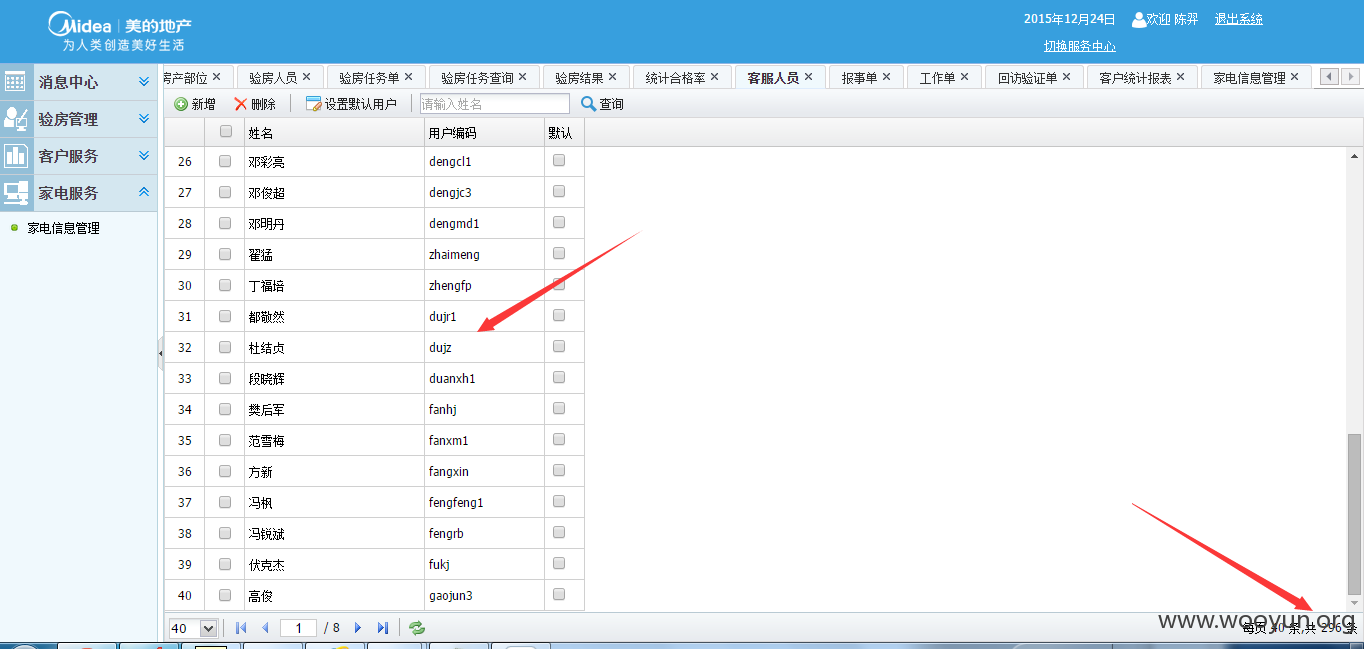 Midea 美的地产
为人类创造美好生活
2015年12月24日 欢迎 陈羿 退出系统
切换服务中心
消息中心
验房管理
客户服务
家电服务
家电信息管理
房产部位 验房人员 验房任务单 验房任务查询 验房结果 统计合格率 客服人员 报事单 工作单 回访验证单 客户统计报表 家电信息管理
新增 删除 设置默认用户 请输入姓名 查询
姓名 用户编码 默认
26 邓彩亮 dengcl1
27 邓俊超 dengjc3
28 邓明丹 dengmd1
29 翟猛 zhaimeng
30 丁福培 zhengfp
31 都敬然 dujr1
32 杜结贞 dujz
33 段晓辉 duanxh1
34 樊后军 fanhj
35 范雪梅 fanxm1
36 方新 fangxin
37 冯枫 fengfeng1
38 冯锐斌 fengrb
39 伏克杰 fukj
40 高俊 gaojun3
40 1 / 8
每页 40 条,共 296 条
www.wooyun.org